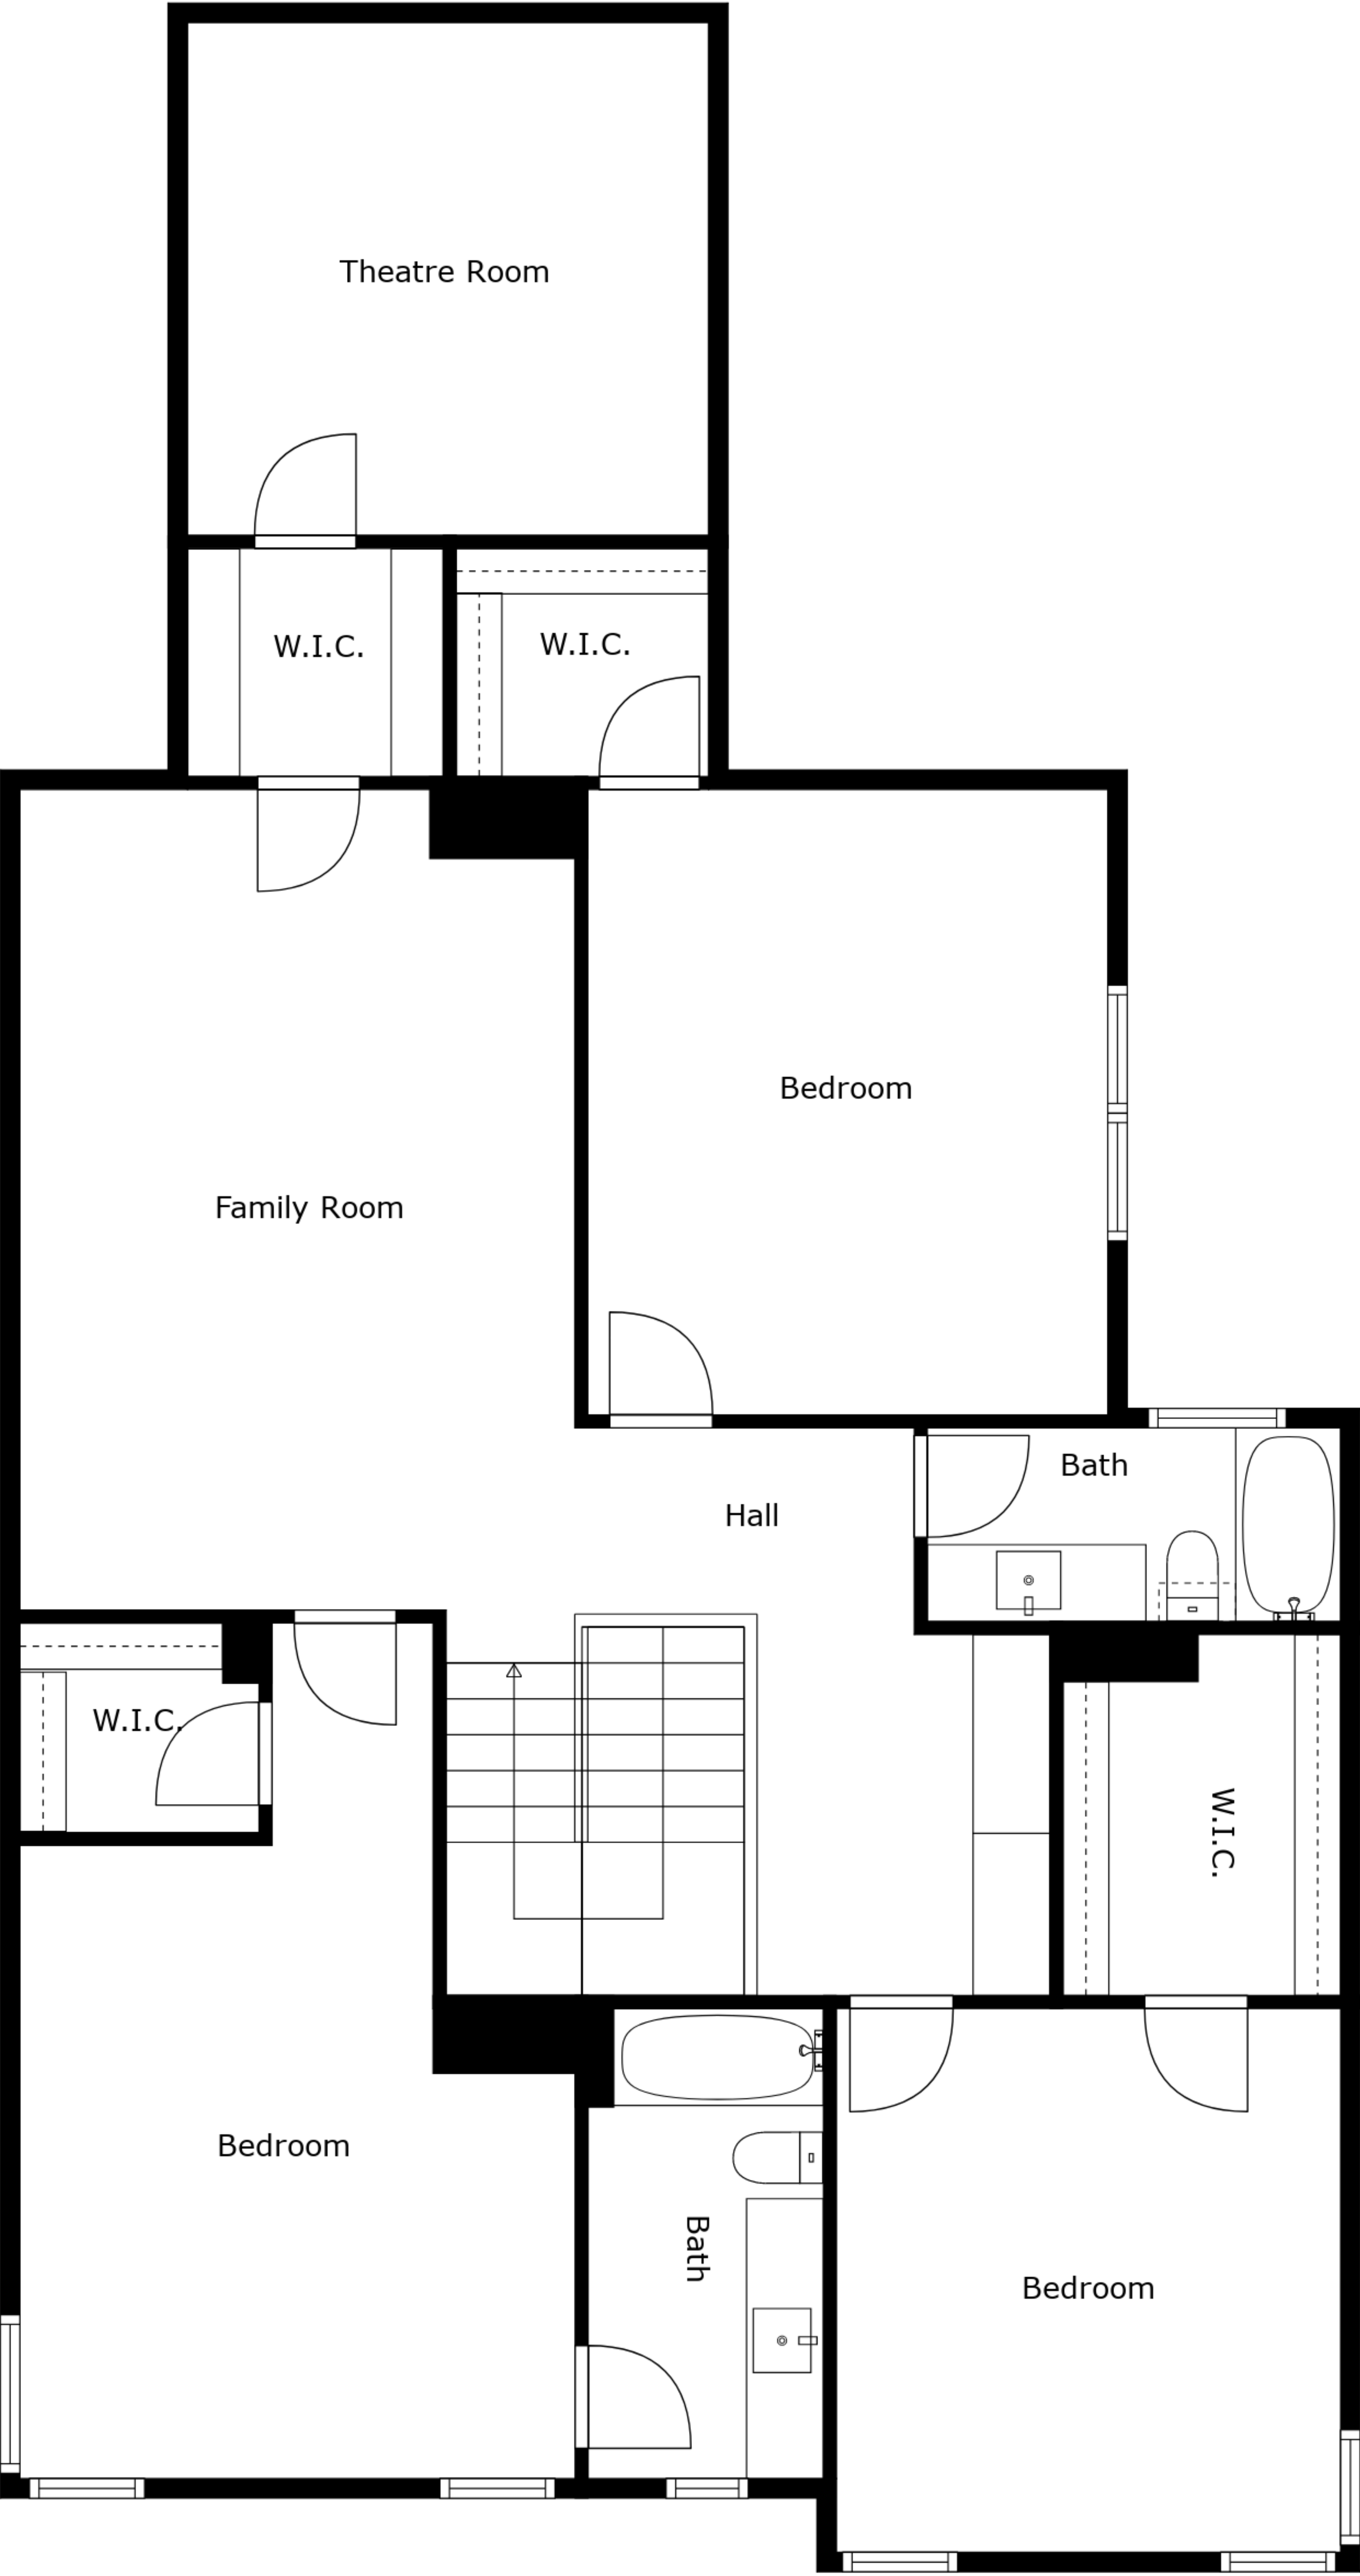 Theatre Room
W.I.C.
W.I.C.
Bedroom
Family Room
Bath
Hall
W.I.C.
W.I.C.
Bedroom
Bath
Bedroom